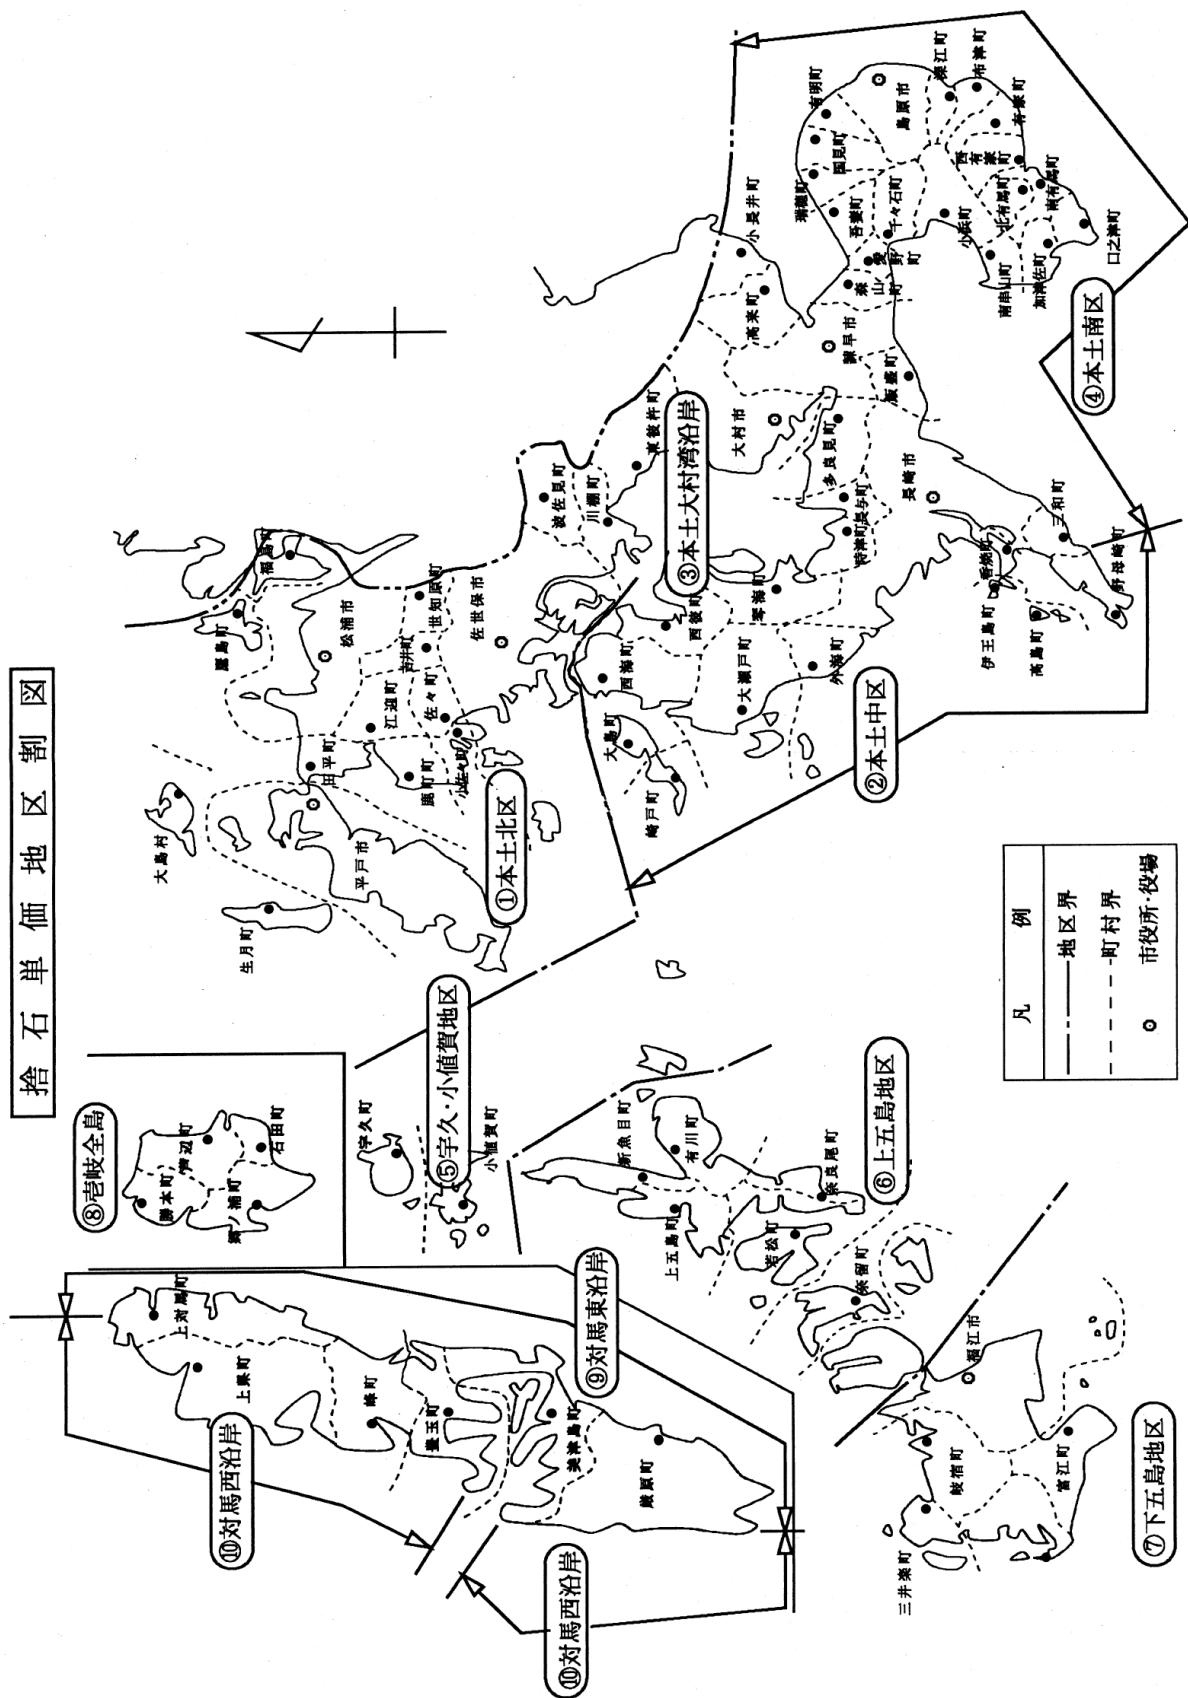 捨石単価地区割図
⑧壱岐全島
勝本町
芦辺町
郷ノ浦町
石田町
⑩対馬西沿岸
上対馬町
上県町
峰町
豊玉町
美津島町
厳原町
⑨対馬東沿岸
⑩対馬西沿岸
宇久町
⑤宇久・小値賀地区
小値賀町
新魚目町
有川町
上五島町
若松町
奈良尾町
奈留町
⑥上五島地区
福江市
岐宿町
三井楽町
富江町
⑦下五島地区
大島村
生月町
平戸市
田平町
鷹島町
福島町
松浦市
江迎町
鹿町町
吉井町
世知原町
佐々町
小佐々町
佐世保市
①本土北区
波佐見町
川棚町
東彼杵町
③本土大村湾沿岸
西海町
西彼町
大島町
崎戸町
大瀬戸町
琴海町
外海町
②本土中区
大村市
多良見町
長与町
時津町
長崎市
伊王島町
香焼町
高島町
三和町
野母崎町
小長井町
高来町
諫早市
飯盛町
森山町
愛野町
吾妻町
千々石町
瑞穂町
国見町
有明町
島原市
深江町
布津町
有家町
西有家町
北有馬町
南有馬町
小浜町
南串山町
加津佐町
口之津町
④本土南区
凡例
地区界
町村界
市役所・役場